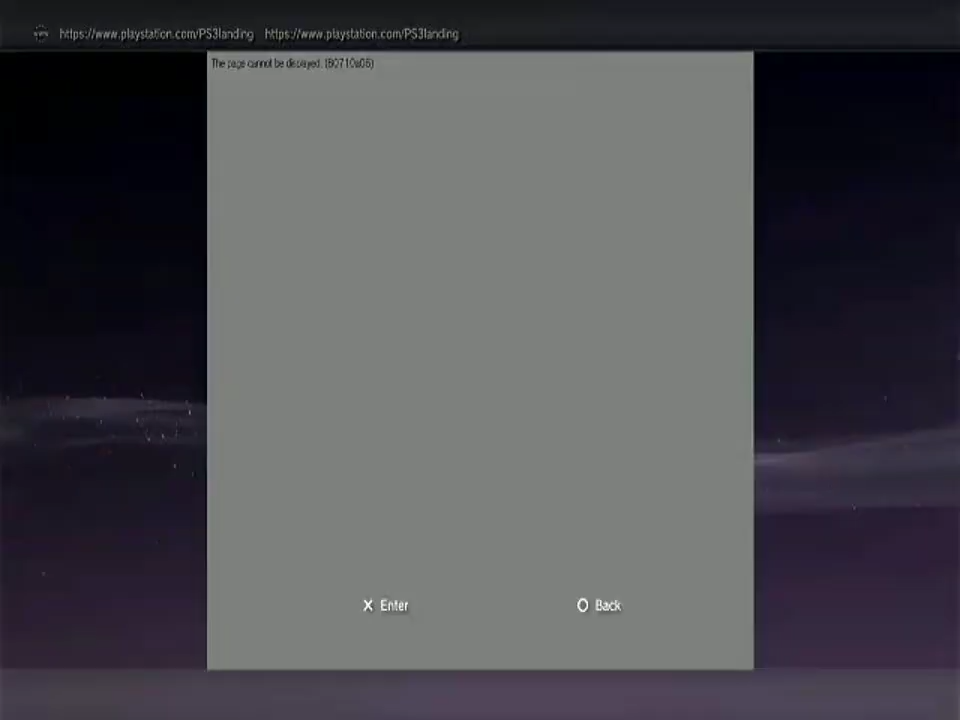 https://www.playstation.com/PS3landing https://www.playstation.com/PS3landing
The page cannot be displayed. (80710a06)
X Enter
O Back